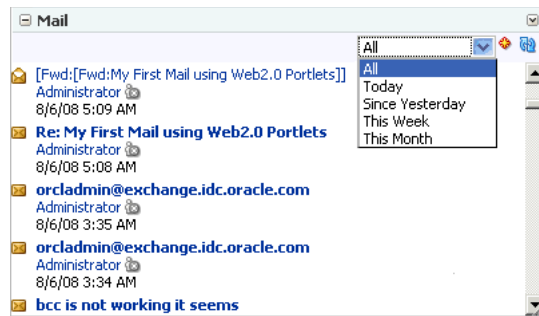 Mail
All
All
Today
Since Yesterday
This Week
This Month
[Fwd:[Fwd:My First Mail using Web2.0 Portlets]]
Administrator
8/6/08 5:09 AM
Re: My First Mail using Web2.0 Portlets
Administrator
8/6/08 5:08 AM
orcladmin@exchange.idc.oracle.com
Administrator
8/6/08 3:35 AM
orcladmin@exchange.idc.oracle.com
Administrator
8/6/08 3:34 AM
bcc is not working it seems